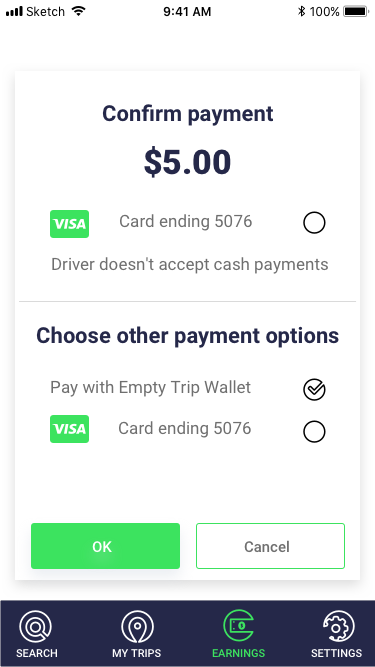 Sketch 9:41 AM 100%
Confirm payment
$5.00
VISA Card ending 5076
Driver doesn't accept cash payments
Choose other payment options
Pay with Empty Trip Wallet
VISA Card ending 5076
OK Cancel
SEARCH MY TRIPS EARNINGS SETTINGS